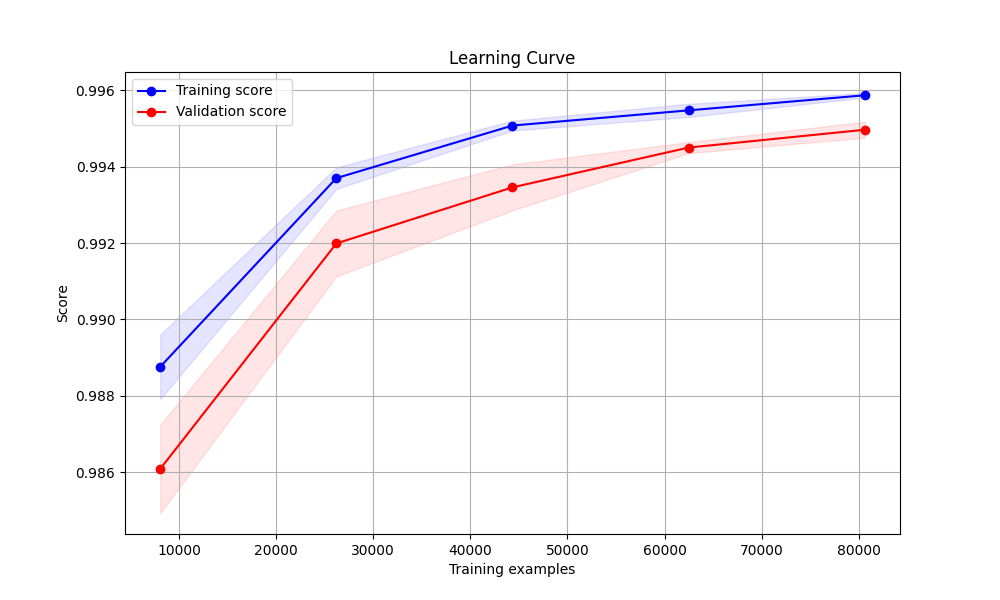 Learning Curve
Training score
Validation score
0.996
0.994
0.992
0.990
0.988
0.986
Score
10000 20000 30000 40000 50000 60000 70000 80000
Training examples